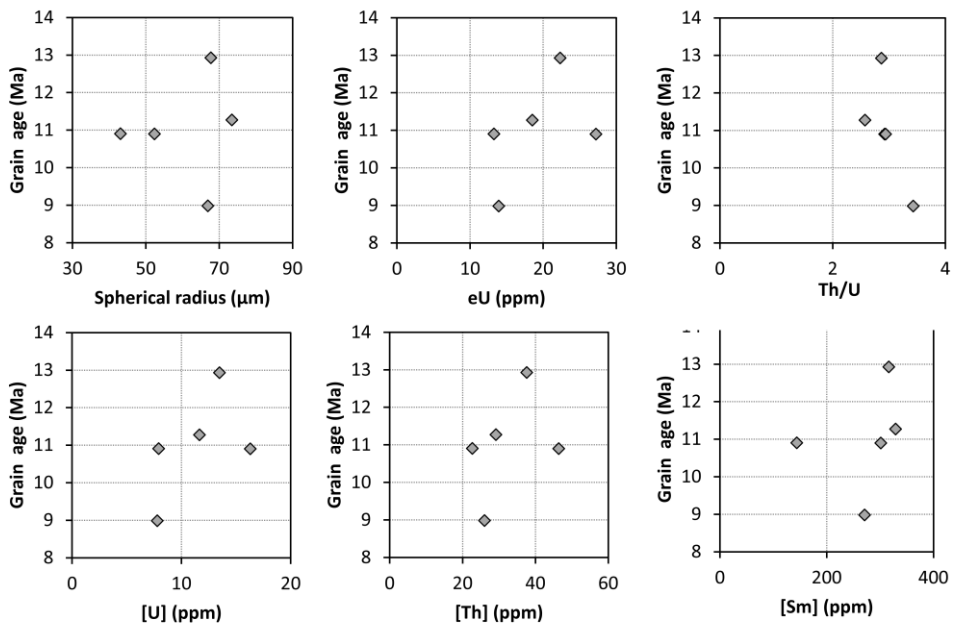 14
13
12
11
10
9
8
Grain age (Ma)
30 50 70 90
Spherical radius (µm)
14
13
12
11
10
9
8
Grain age (Ma)
0 10 20 30
eU (ppm)
14
13
12
11
10
9
8
Grain age (Ma)
0 2 4
Th/U
14
13
12
11
10
9
8
Grain age (Ma)
0 10 20
[U] (ppm)
14
13
12
11
10
9
8
Grain age (Ma)
0 20 40 60
[Th] (ppm)
13
12
11
10
9
8
Grain age (Ma)
0 200 400
[Sm] (ppm)